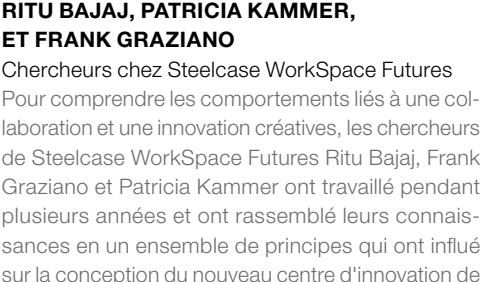 RITU BAJAJ, PATRICIA KAMMER,
ET FRANK GRAZIANO
Chercheurs chez Steelcase WorkSpace Futures
Pour comprendre les comportements liés à une col-
laboration et une innovation créatives, les chercheurs
de Steelcase WorkSpace Futures Ritu Bajaj, Frank
Graziano et Patricia Kammer ont travaillé pendant
plusieurs années et ont rassemblé leurs connais-
sances en un ensemble de principes qui ont influé
sur la conception du nouveau centre d'innovation de